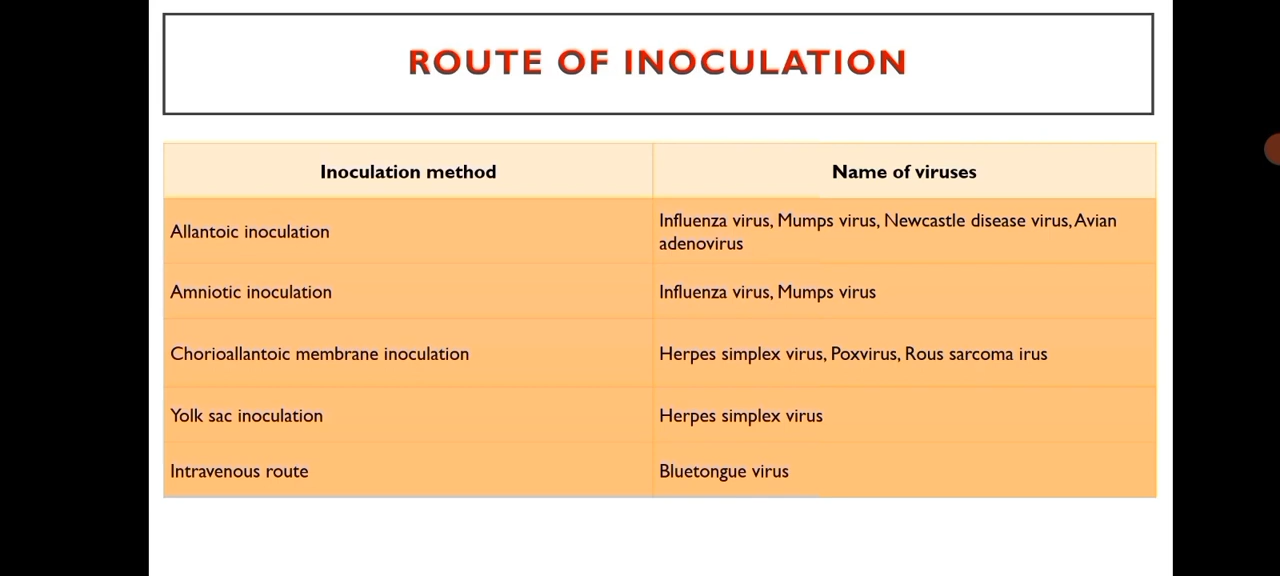 ROUTE OF INOCULATION
Inoculation method
Name of viruses
Allantoic inoculation
Influenza virus, Mumps virus, Newcastle disease virus, Avian
adenovirus
Amniotic inoculation
Influenza virus, Mumps virus
Chorioallantoic membrane inoculation
Herpes simplex virus, Poxvirus, Rous sarcoma irus
Yolk sac inoculation
Herpes simplex virus
Intravenous route
Bluetongue virus